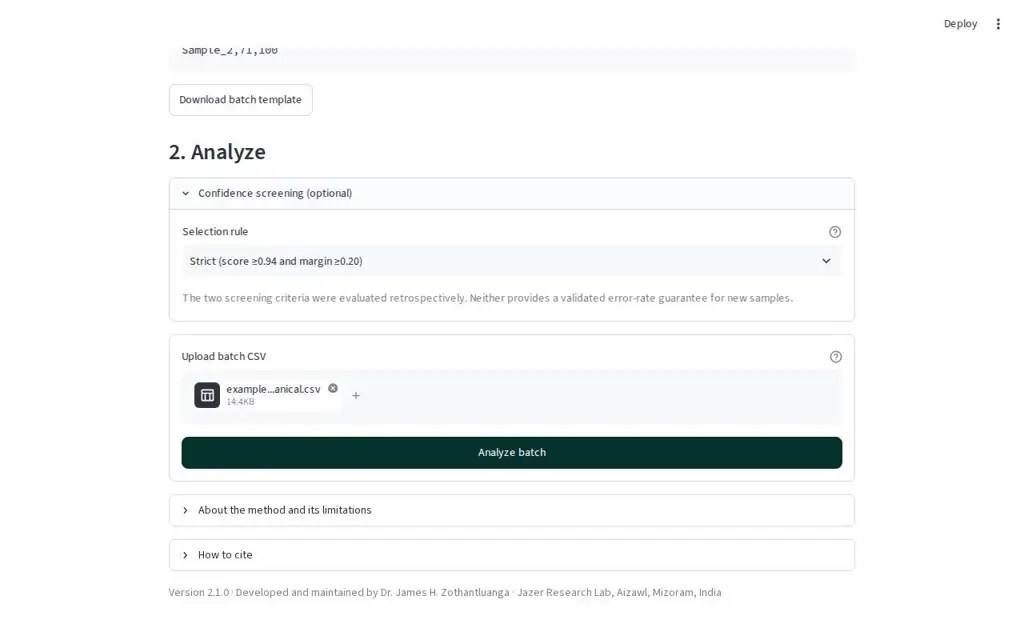 Deploy
Sample_2,71,100
Download batch template
2. Analyze
Confidence screening (optional)
Selection rule
Strict (score ≥0.94 and margin ≥0.20)
The two screening criteria were evaluated retrospectively. Neither provides a validated error-rate guarantee for new samples.
Upload batch CSV
example...anical.csv
14.4KB
Analyze batch
About the method and its limitations
How to cite
Version 2.1.0 · Developed and maintained by Dr. James H. Zothantluanga · Jazer Research Lab, Aizawl, Mizoram, India